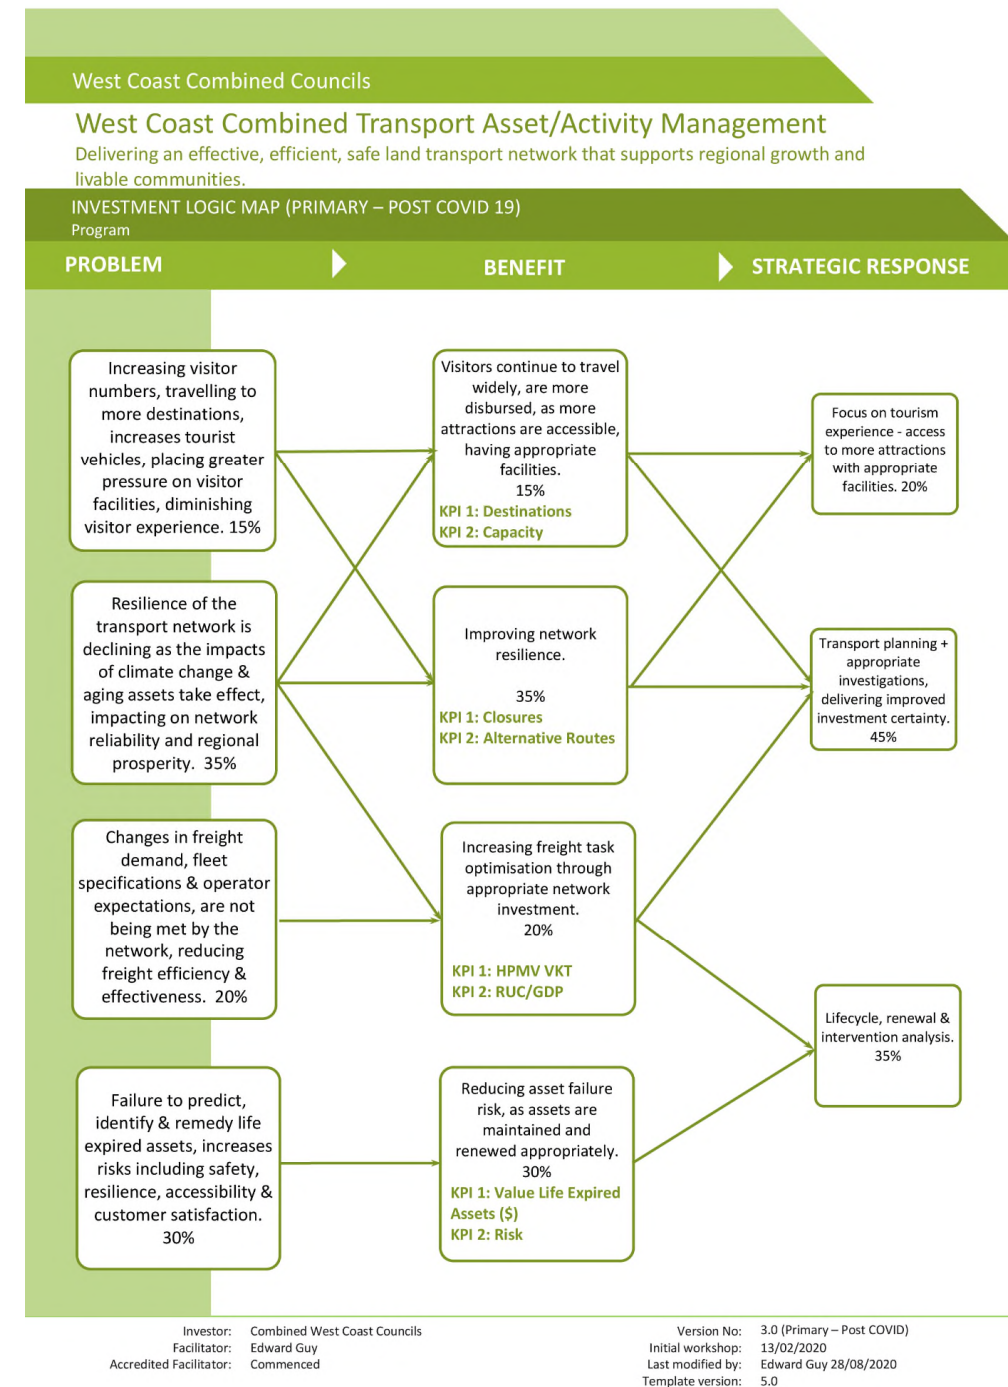 West Coast Combined Councils
West Coast Combined Transport Asset/Activity Management
Delivering an effective, efficient, safe land transport network that supports regional growth and
livable communities.
INVESTMENT LOGIC MAP (PRIMARY – POST COVID 19)
Program
PROBLEM
BENEFIT
STRATEGIC RESPONSE
Increasing visitor
numbers, travelling to
more destinations,
increases tourist
vehicles, placing greater
pressure on visitor
facilities, diminishing
visitor experience. 15%
Resilience of the
transport network is
declining as the impacts
of climate change &
aging assets take effect,
impacting on network
reliability and regional
prosperity. 35%
Changes in freight
demand, fleet
specifications & operator
expectations, are not
being met by the
network, reducing
freight efficiency &
effectiveness. 20%
Failure to predict,
identify & remedy life
expired assets, increases
risks including safety,
resilience, accessibility &
customer satisfaction.
30%
Visitors continue to travel
widely, are more
disbursed, as more
attractions are accessible,
having appropriate
facilities.
15%
KPI 1: Destinations
KPI 2: Capacity
Improving network
resilience.
35%
KPI 1: Closures
KPI 2: Alternative Routes
Increasing freight task
optimisation through
appropriate network
investment.
20%
KPI 1: HPMV VKT
KPI 2: RUC/GDP
Reducing asset failure
risk, as assets are
maintained and
renewed appropriately.
30%
KPI 1: Value Life Expired
Assets ($)
KPI 2: Risk
Focus on tourism
experience - access
to more attractions
with appropriate
facilities. 20%
Transport planning +
appropriate
investigations,
delivering improved
investment certainty.
45%
Lifecycle, renewal &
intervention analysis.
35%
Investor: Combined West Coast Councils
Facilitator: Edward Guy
Accredited Facilitator: Commenced
Version No: 3.0 (Primary – Post COVID)
Initial workshop: 13/02/2020
Last modified by: Edward Guy 28/08/2020
Template version: 5.0